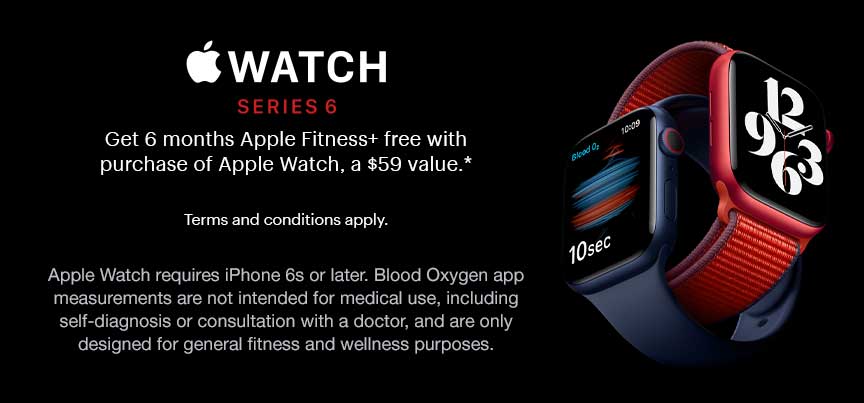 WATCH
SERIES 6
Get 6 months Apple Fitness+ free with
purchase of Apple Watch, a $59 value.*
Terms and conditions apply.
Apple Watch requires iPhone 6s or later. Blood Oxygen app
measurements are not intended for medical use, including
self-diagnosis or consultation with a doctor, and are only
designed for general fitness and wellness purposes.
10:09
Blood O₂
10sec
12
9 3
6